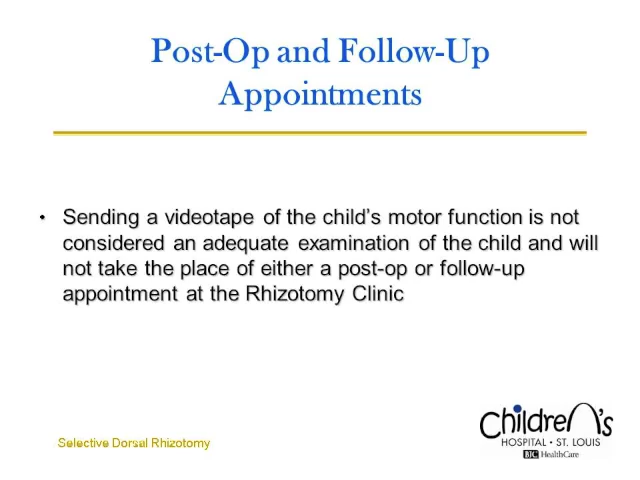 Post-Op and Follow-Up
Appointments
• Sending a videotape of the child's motor function is not
considered an adequate examination of the child and will
not take the place of either a post-op or follow-up
appointment at the Rhizotomy Clinic
Selective Dorsal Rhizotomy
Children's
HOSPITAL • ST. LOUIS
BJC HealthCare